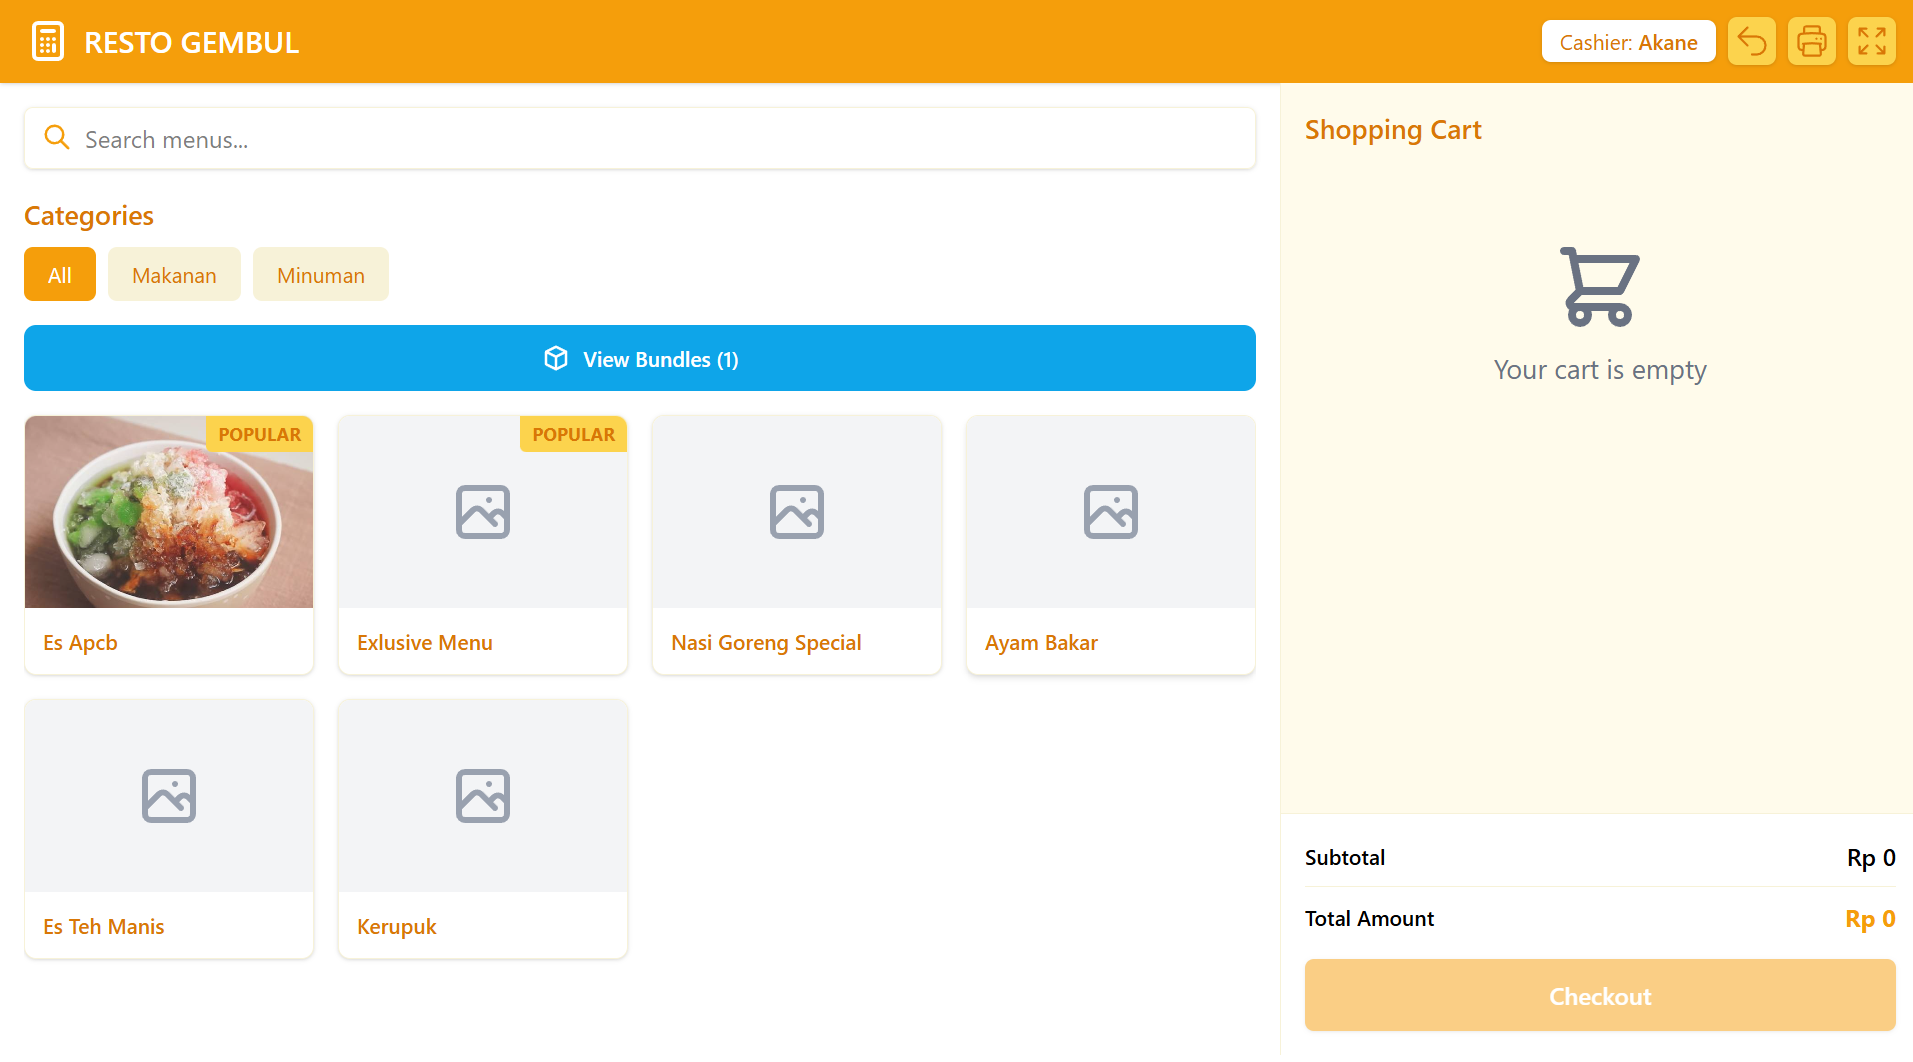 RESTO GEMBUL
Cashier: Akane
Search menus...
Categories
All
Makanan
Minuman
View Bundles (1)
POPULAR
Es Apcb
POPULAR
Exlusive Menu
Nasi Goreng Special
Ayam Bakar
Es Teh Manis
Kerupuk
Shopping Cart
Your cart is empty
Subtotal Rp 0
Total Amount Rp 0
Checkout